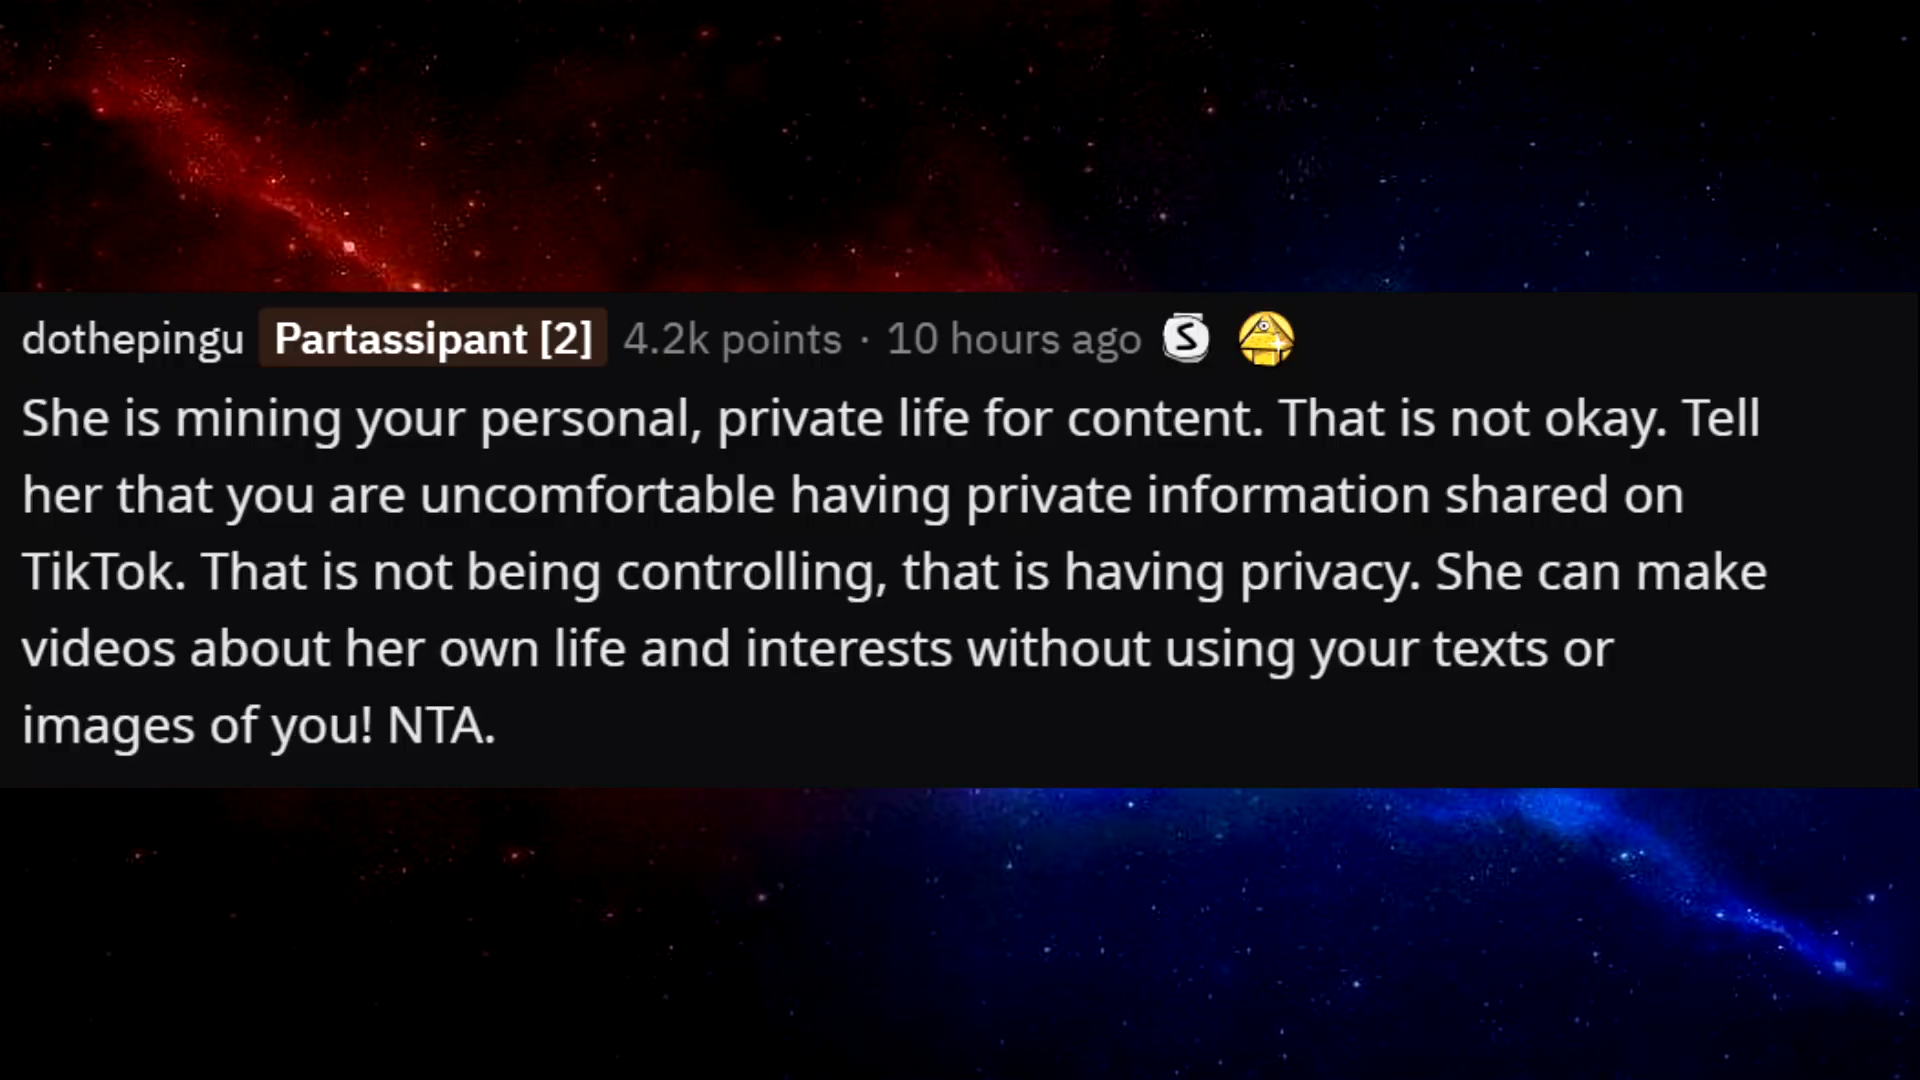 dothepingu Partassipant [2] 4.2k points · 10 hours ago
She is mining your personal, private life for content. That is not okay. Tell
her that you are uncomfortable having private information shared on
TikTok. That is not being controlling, that is having privacy. She can make
videos about her own life and interests without using your texts or
images of you! NTA.